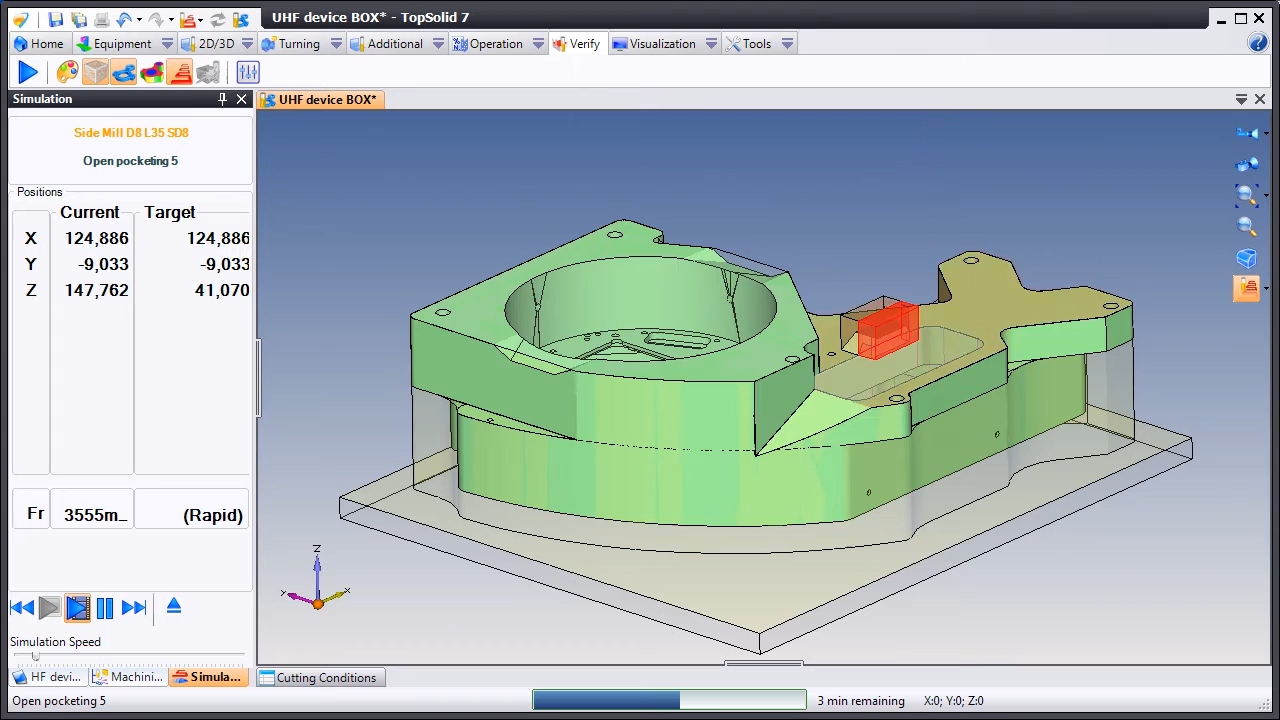 UHF device BOX* - TopSolid 7
Home Equipment 2D/3D Turning Additional Operation Verify Visualization Tools
Simulation
UHF device BOX*
Side Mill D8 L35 SD8
Open pocketing 5
Positions
Current Target
X 124,886 124,886
Y -9,033 -9,033
Z 147,762 41,070
Fr 3555m_ (Rapid)
Z
Y
X
Simulation Speed
HF devi... Machini... Simula...
Cutting Conditions
Open pocketing 5
3 min remaining
X:0; Y:0; Z:0